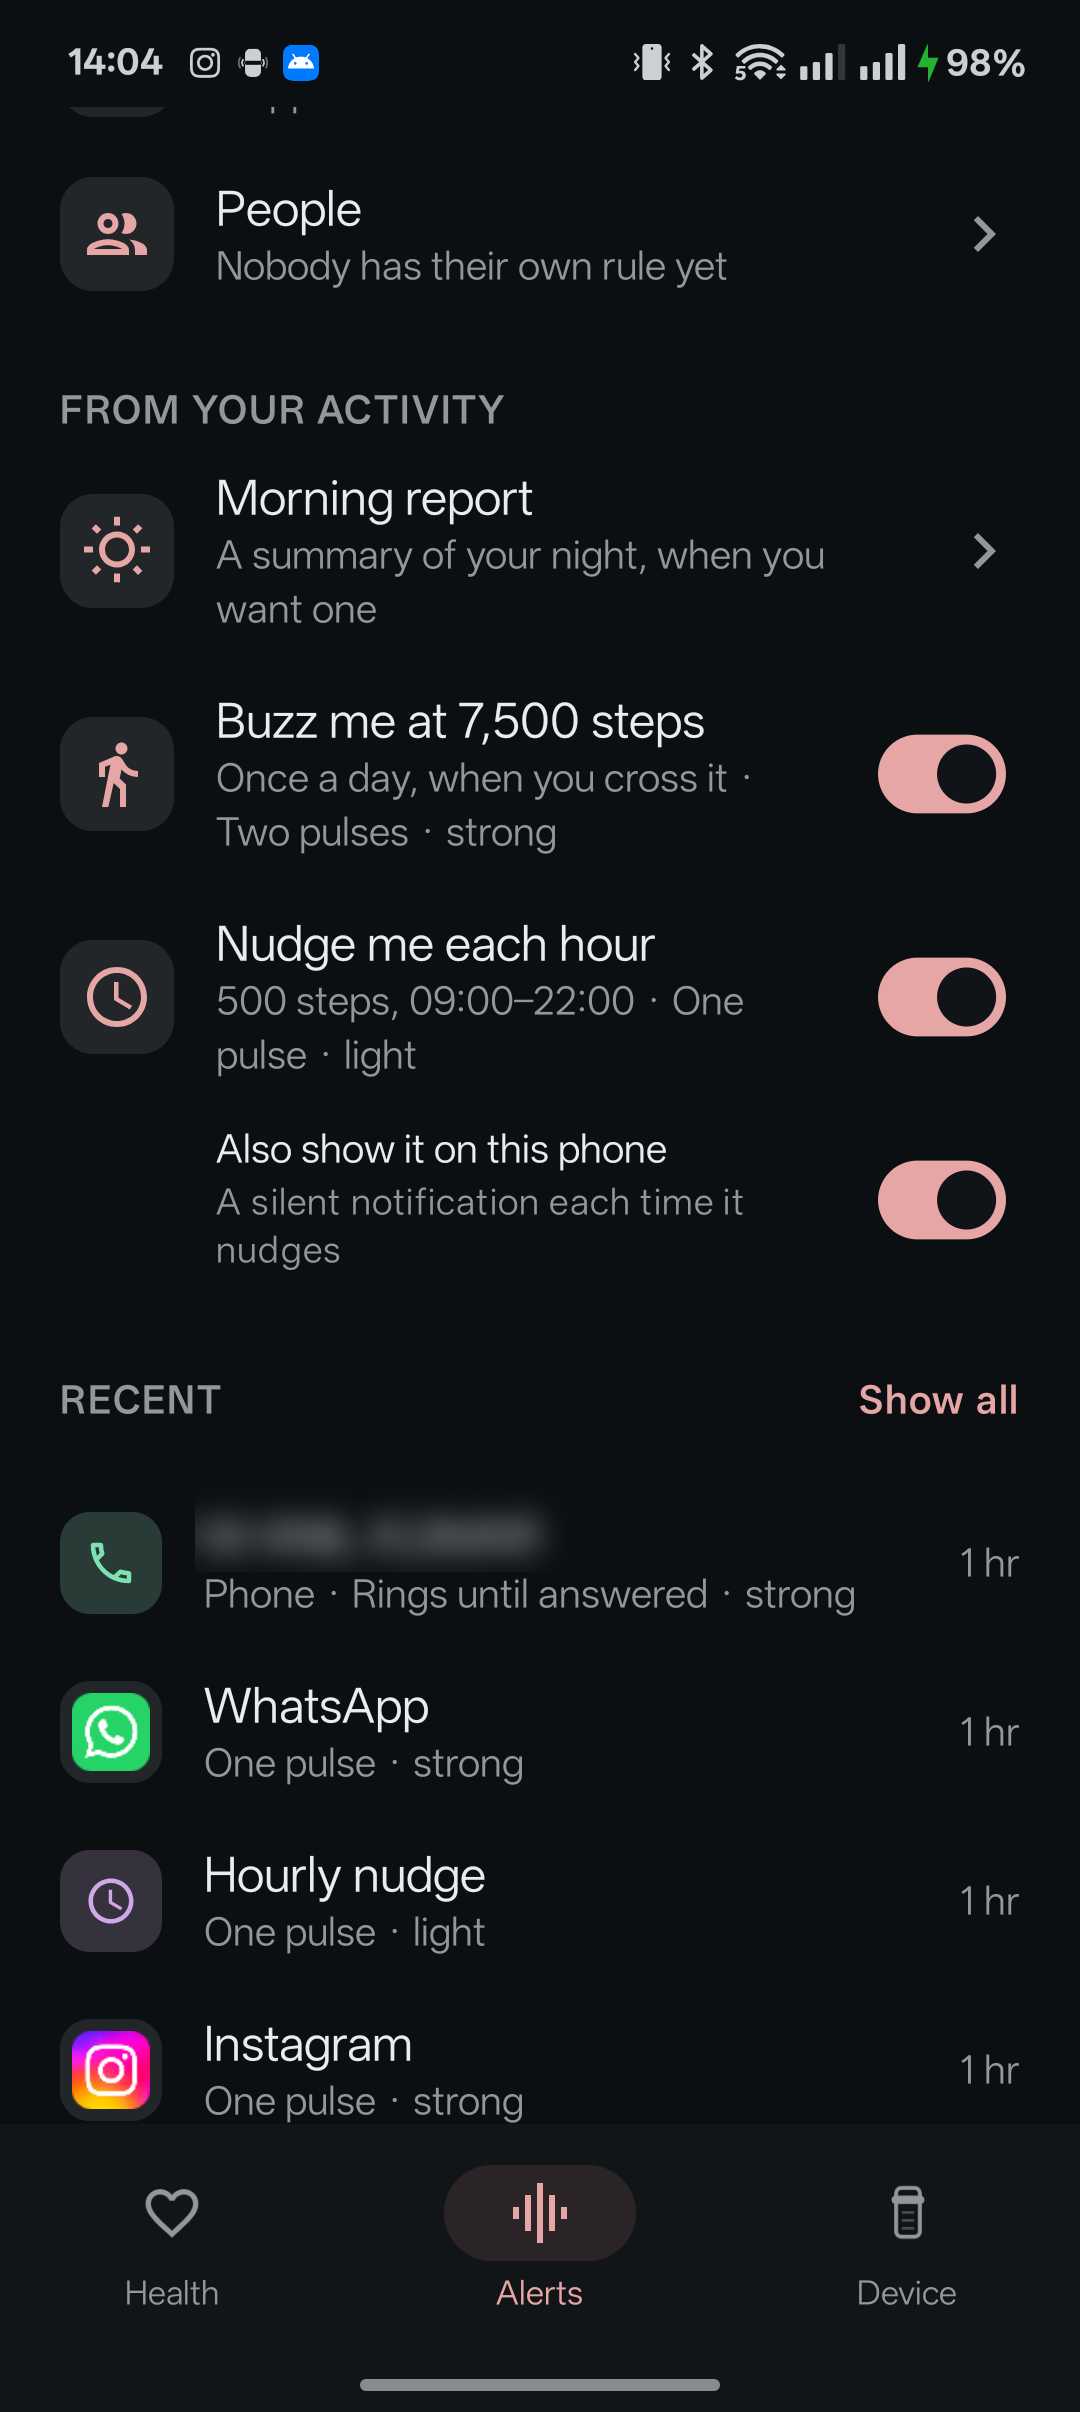 14:04
5
98%
People
Nobody has their own rule yet
FROM YOUR ACTIVITY
Morning report
A summary of your night, when you
want one
Buzz me at 7,500 steps
Once a day, when you cross it ·
Two pulses · strong
Nudge me each hour
500 steps, 09:00–22:00 · One
pulse · light
Also show it on this phone
A silent notification each time it
nudges
RECENT
Show all
Phone · Rings until answered · strong
1 hr
WhatsApp
One pulse · strong
1 hr
Hourly nudge
One pulse · light
1 hr
Instagram
One pulse · strong
1 hr
Health
Alerts
Device